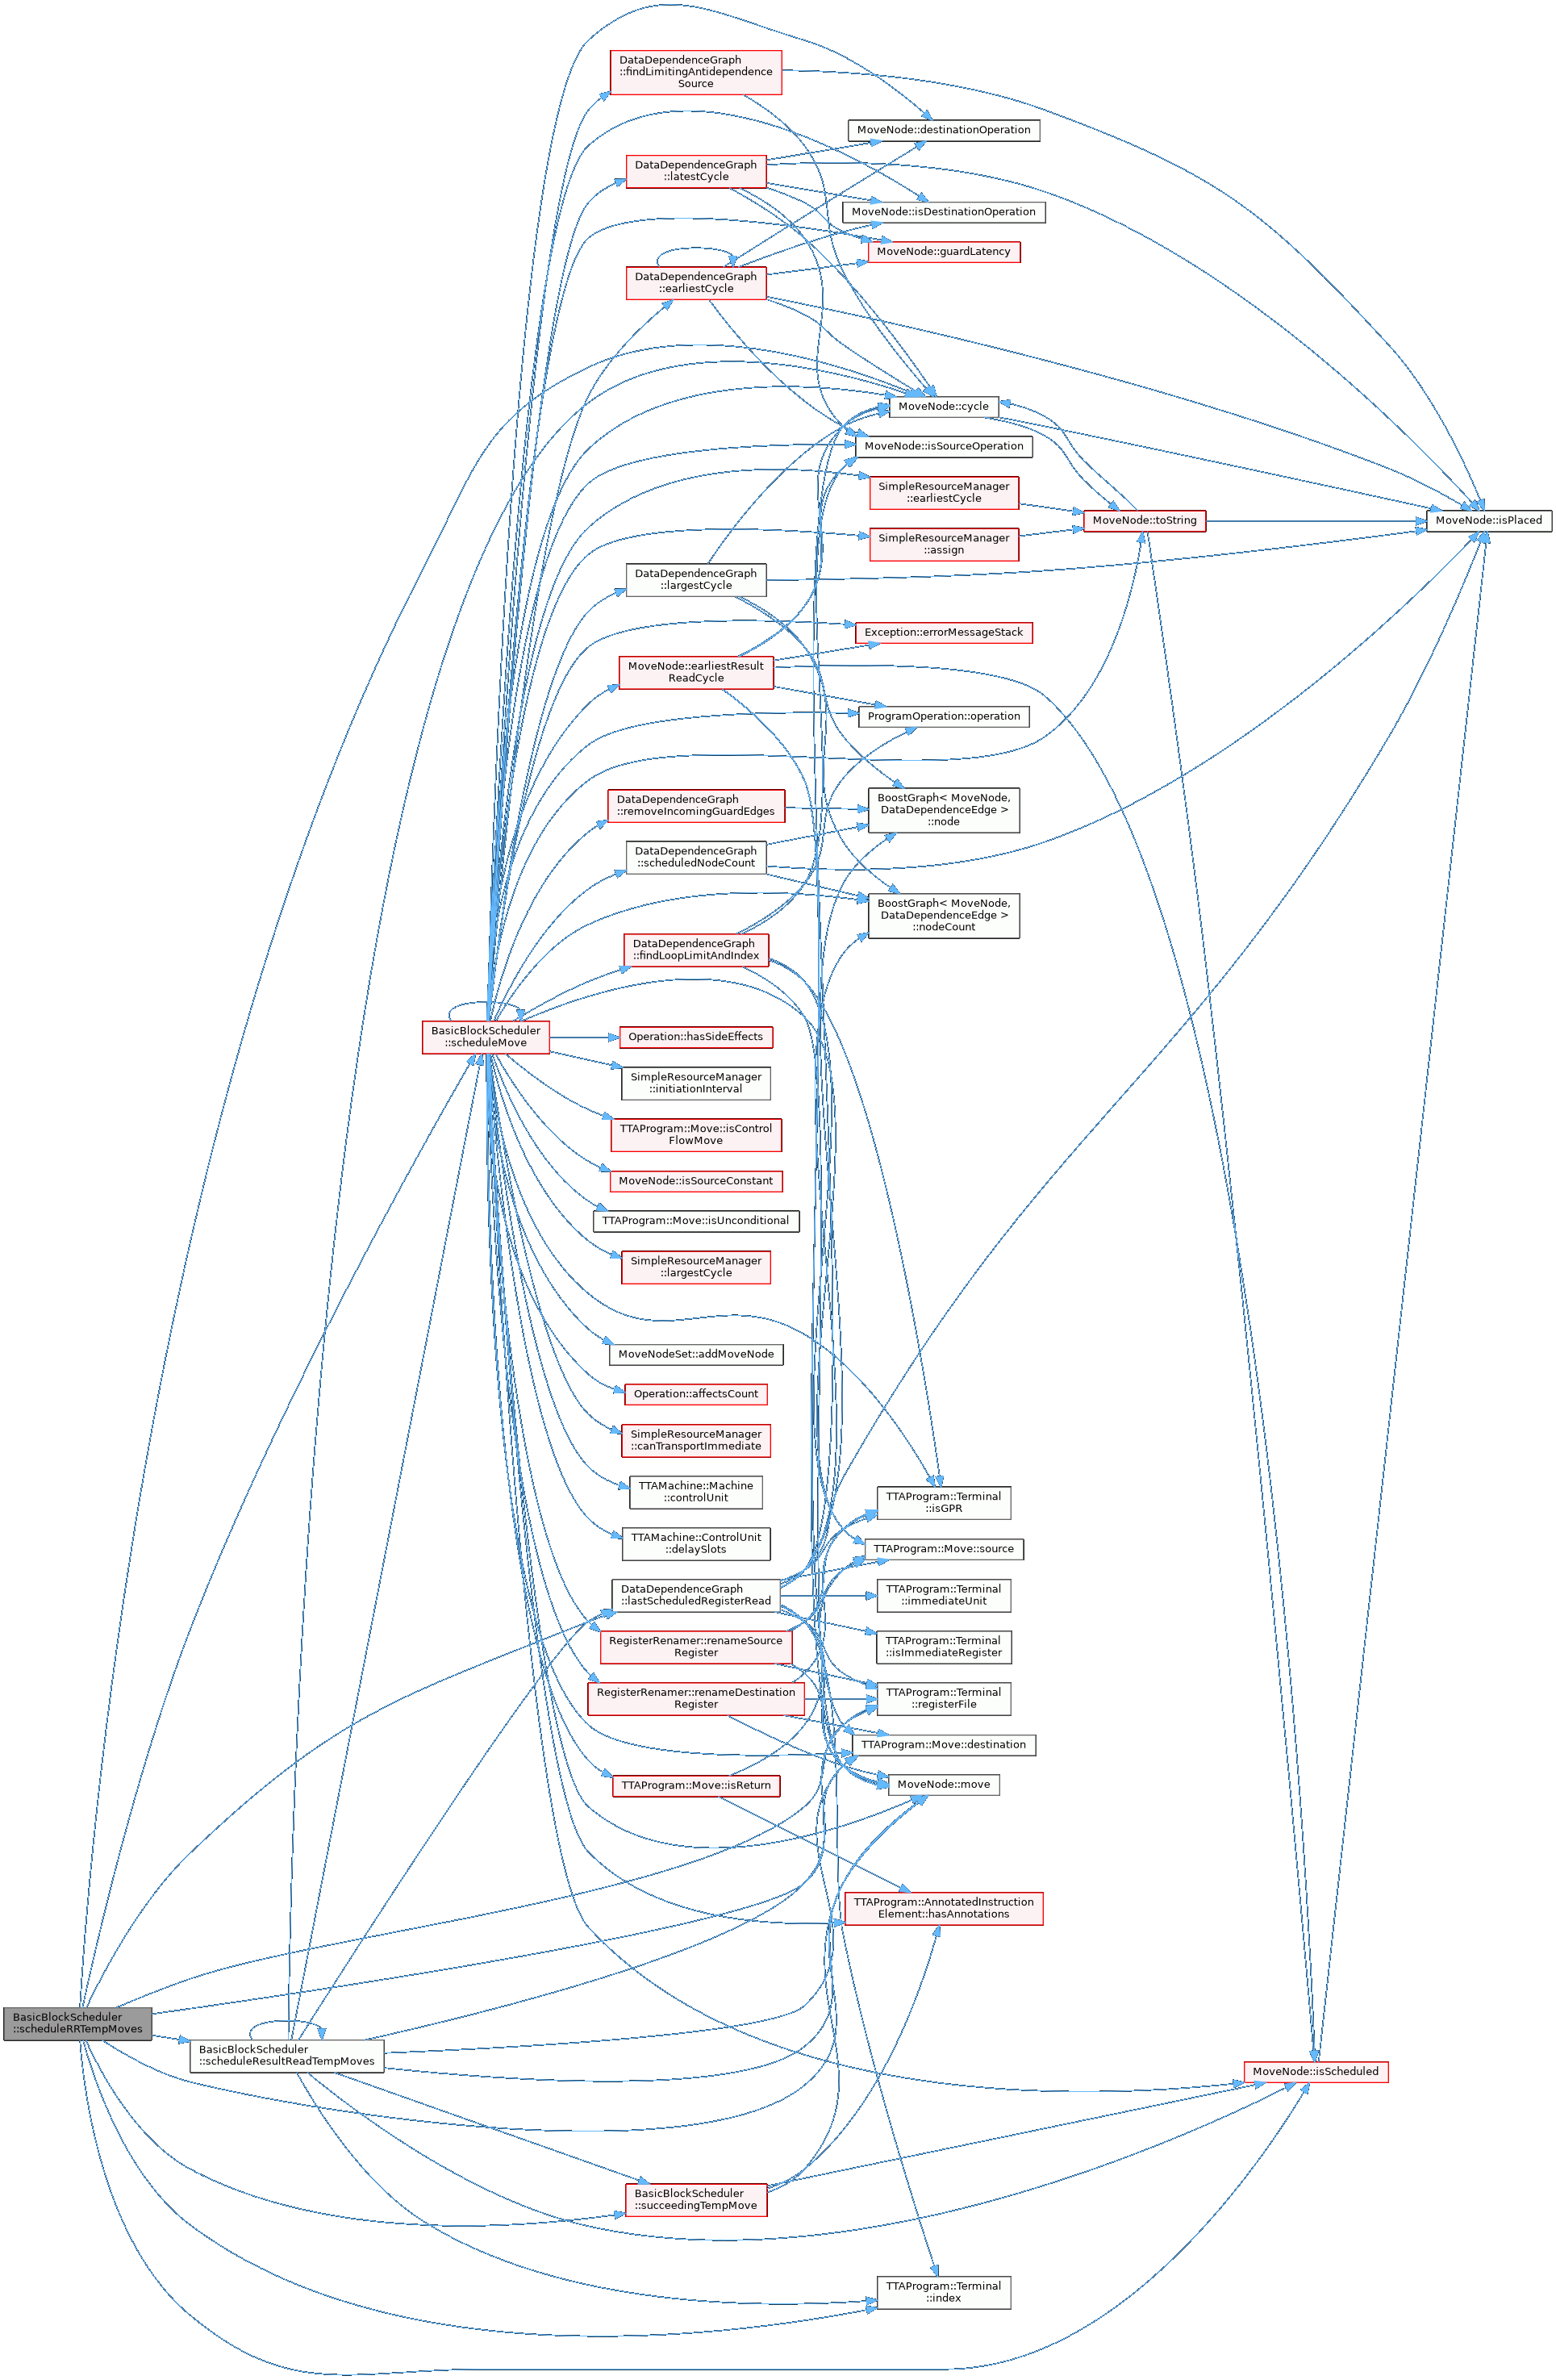 DataDependenceGraph
::findLimitingAntidependence
Source
MoveNode::destinationOperation
DataDependenceGraph
::latestCycle
MoveNode::isDestinationOperation
MoveNode::guardLatency
DataDependenceGraph
::earliestCycle
MoveNode::cycle
MoveNode::isSourceOperation
SimpleResourceManager
::earliestCycle
MoveNode::toString
MoveNode::isPlaced
SimpleResourceManager
::assign
DataDependenceGraph
::largestCycle
Exception::errorMessageStack
MoveNode::earliestResult
ReadCycle
ProgramOperation::operation
DataDependenceGraph
::removeIncomingGuardEdges
BoostGraph< MoveNode,
DataDependenceEdge >
::node
DataDependenceGraph
::scheduledNodeCount
BoostGraph< MoveNode,
DataDependenceEdge >
::nodeCount
DataDependenceGraph
::findLoopLimitAndIndex
BasicBlockScheduler
::scheduleMove
Operation::hasSideEffects
SimpleResourceManager
::initiationInterval
TTAProgram::Move::isControl
FlowMove
MoveNode::isSourceConstant
TTAProgram::Move::isUnconditional
SimpleResourceManager
::largestCycle
MoveNodeSet::addMoveNode
Operation::affectsCount
SimpleResourceManager
::canTransportImmediate
TTAMachine::Machine
::controlUnit
TTAProgram::Terminal
::isGPR
TTAMachine::ControlUnit
::delaySlots
TTAProgram::Move::source
DataDependenceGraph
::lastScheduledRegisterRead
TTAProgram::Terminal
::immediateUnit
RegisterRenamer::renameSource
Register
TTAProgram::Terminal
::isImmediateRegister
RegisterRenamer::renameDestination
Register
TTAProgram::Terminal
::registerFile
TTAProgram::Move::destination
TTAProgram::Move::isReturn
MoveNode::move
TTAProgram::AnnotatedInstruction
Element::hasAnnotations
BasicBlockScheduler
::scheduleRRTempMoves
BasicBlockScheduler
::scheduleResultReadTempMoves
MoveNode::isScheduled
BasicBlockScheduler
::succeedingTempMove
TTAProgram::Terminal
::index